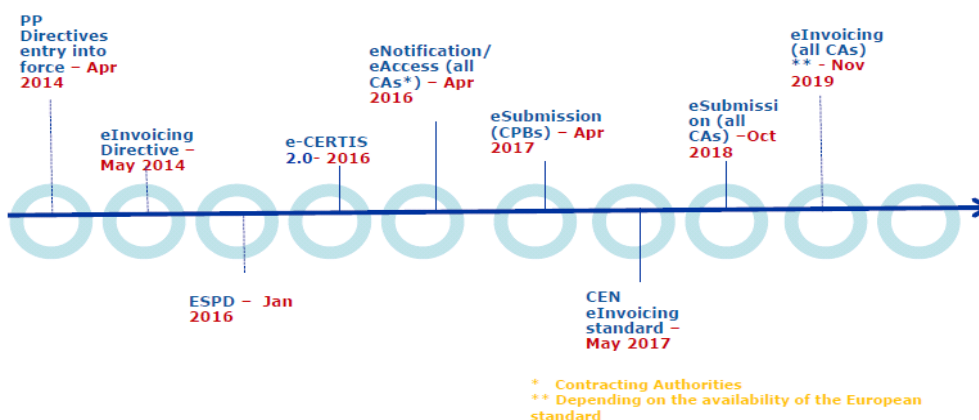 PP
Directives
entry into
force – Apr
2014
eInvoicing
Directive –
May 2014
ESPD – Jan
2016
e-CERTIS
2.0- 2016
eNotification/
eAccess (all
CAs*) – Apr
2016
eSubmission
(CPBs) – Apr
2017
CEN
eInvoicing
standard –
May 2017
eSubmissi
on (all
CAs) –Oct
2018
eInvoicing
(all CAs)
** - Nov
2019
* Contracting Authorities
** Depending on the availability of the European
standard